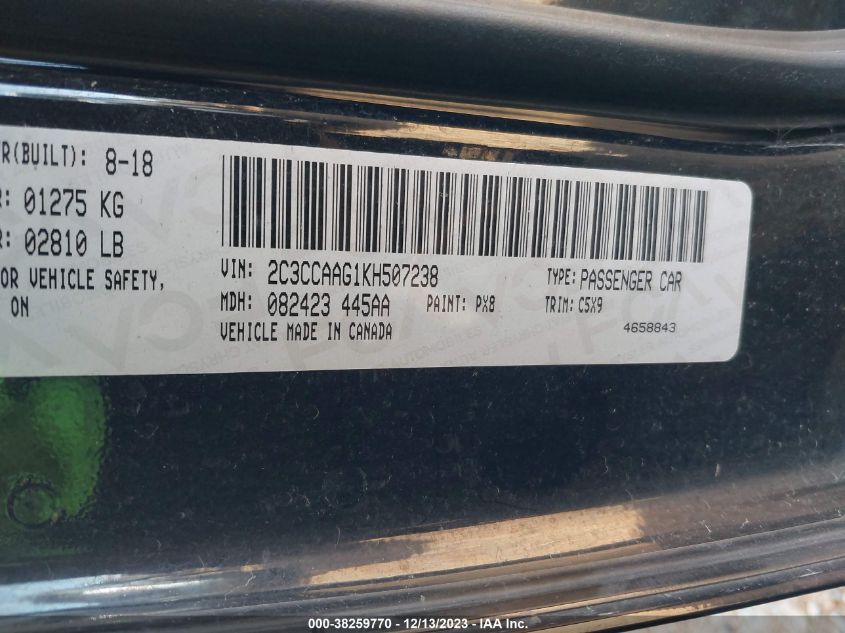 R(BUILT): 8-18
R: 01275 KG
R: 02810 LB
OR VEHICLE SAFETY,
ON
VIN: 2C3CCAAG1KH507238 TYPE: PASSENGER CAR
MDH: 082423 445AA PAINT: PX8 TRIM: C5X9
VEHICLE MADE IN CANADA 4658843
000-38259770 - 12/13/2023 - © IAA Inc.